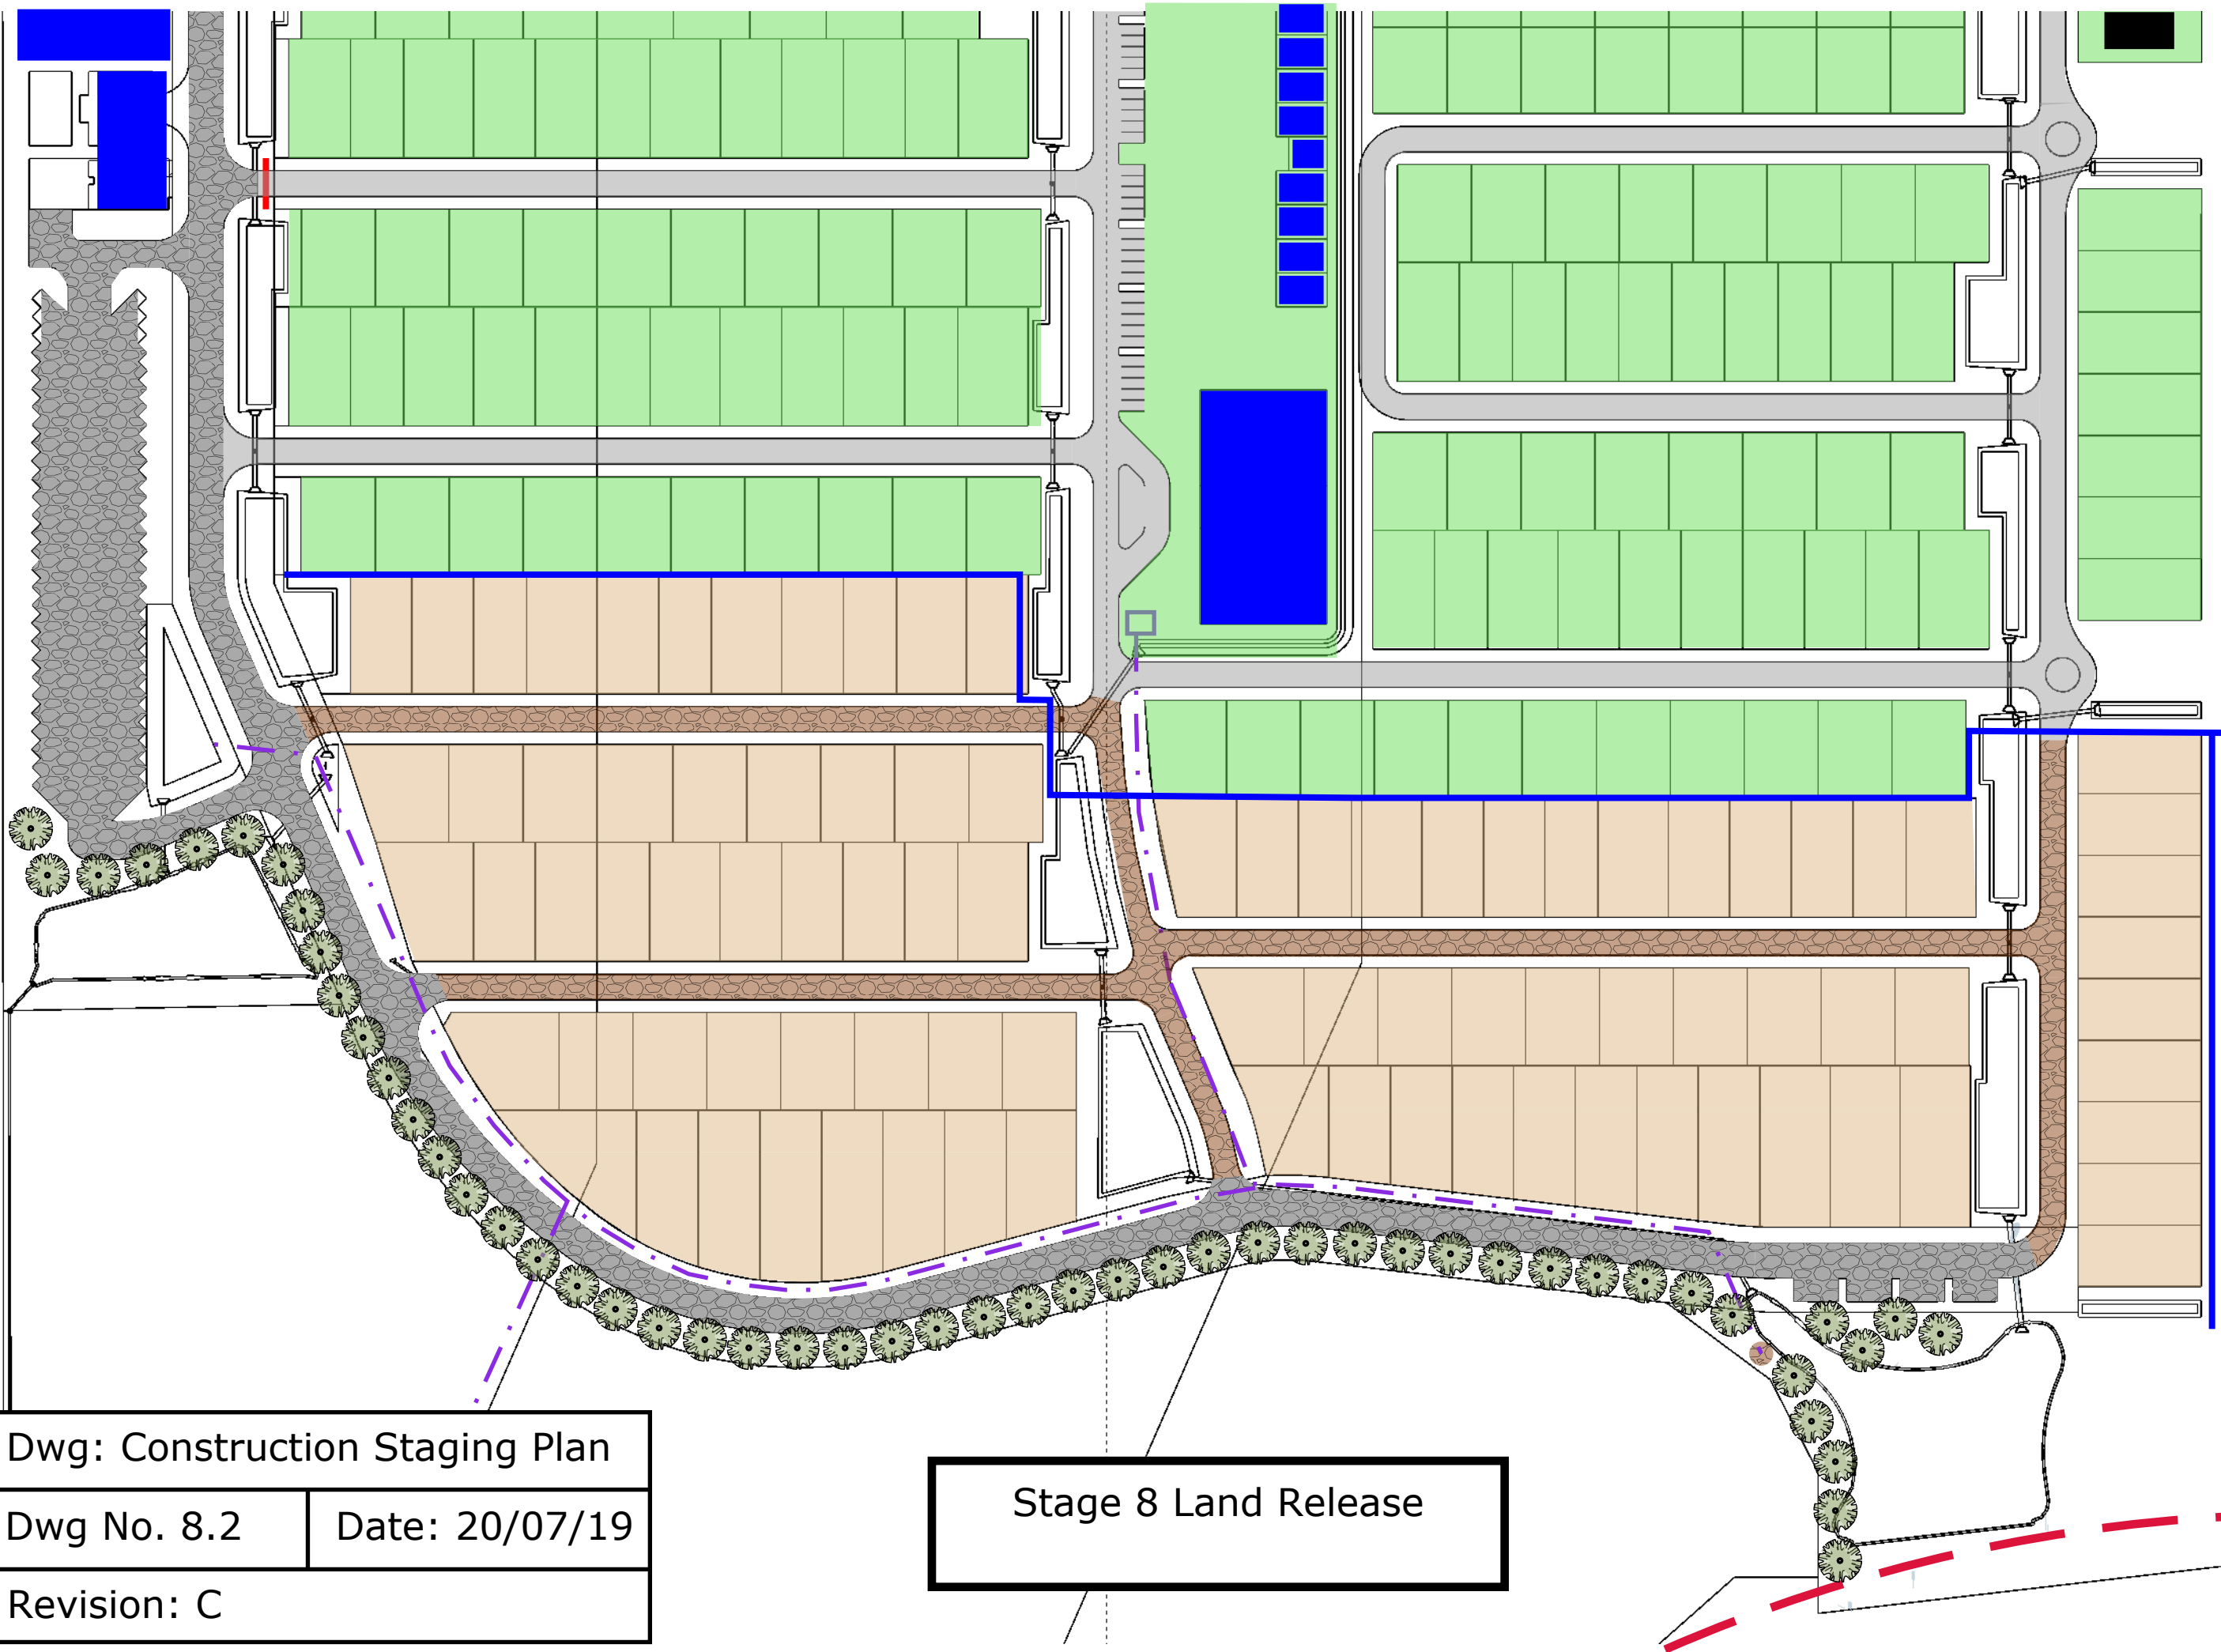 Dwg: Construction Staging Plan
Dwg No. 8.2
Date: 20/07/19
Revision: C
Stage 8 Land Release